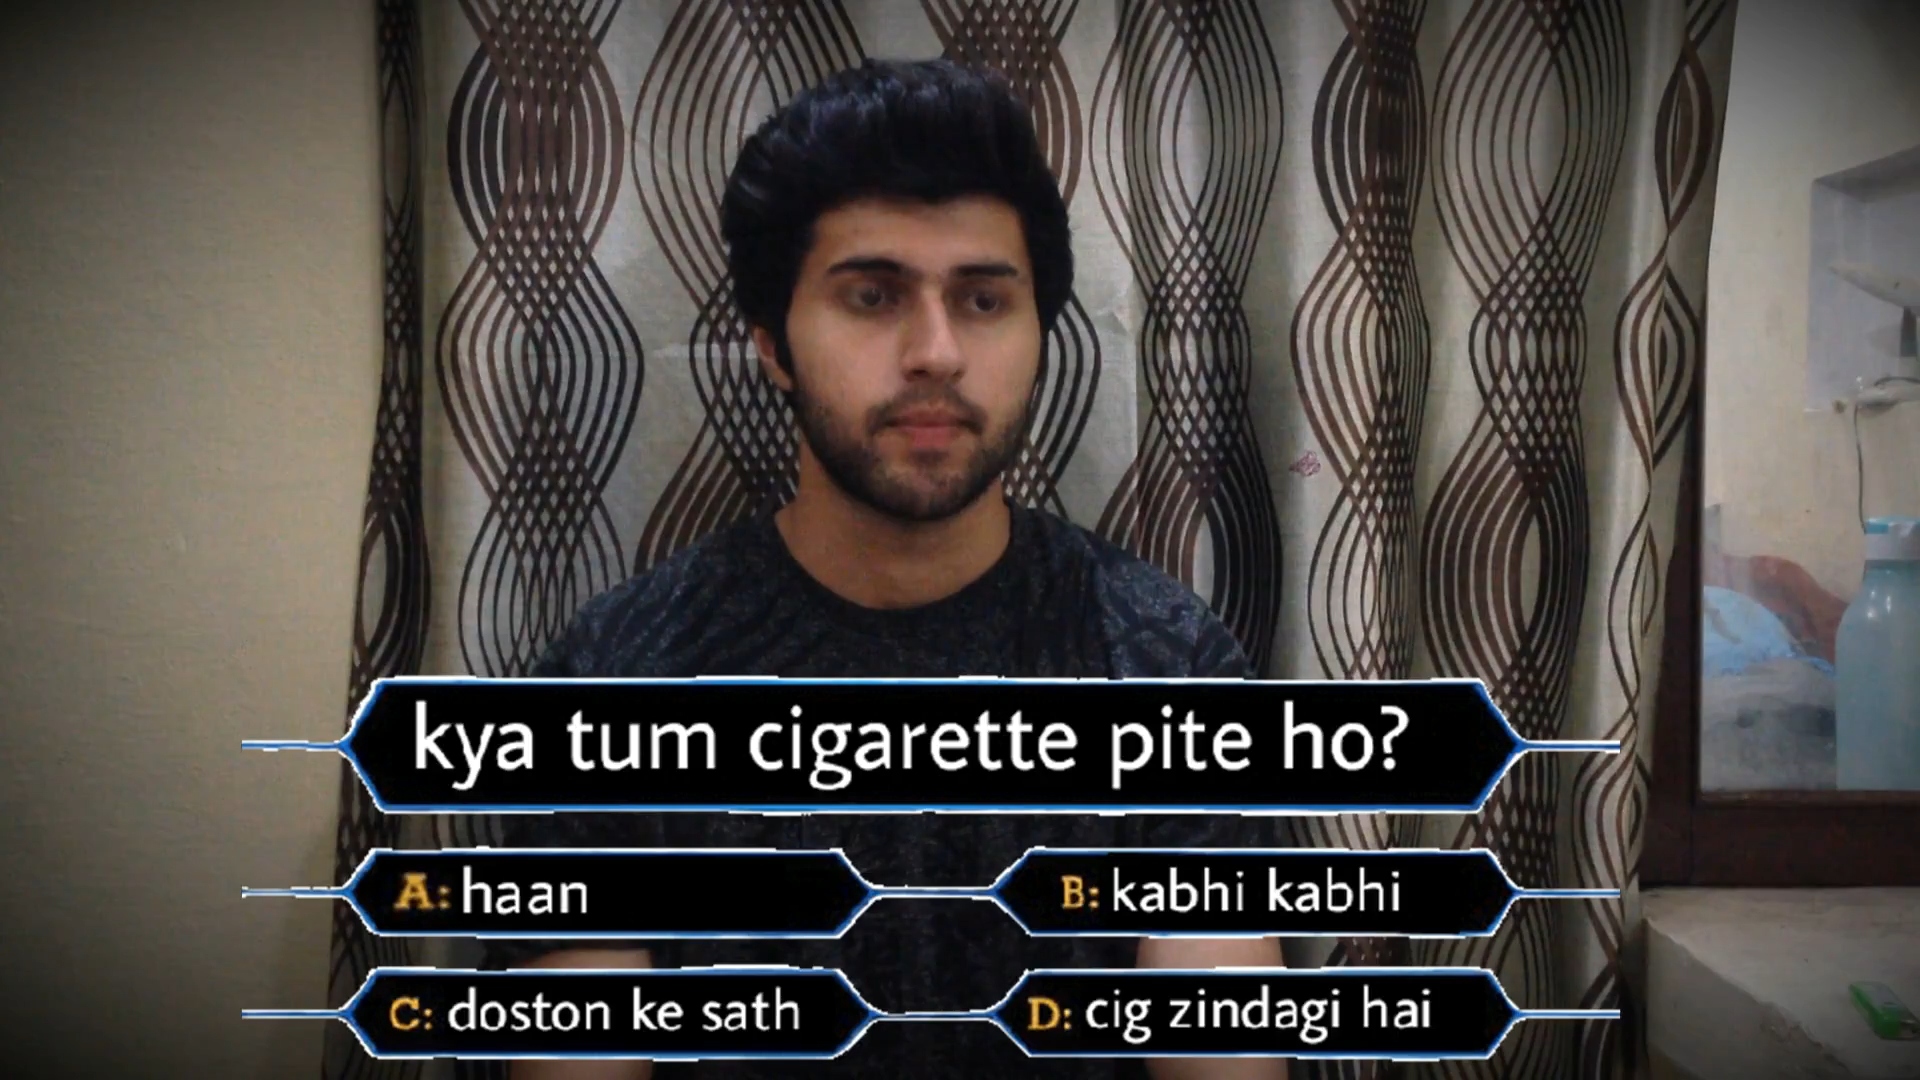 kya tum cigarette pite ho?
A: haan
B: kabhi kabhi
C: doston ke sath
D: cig zindagi hai